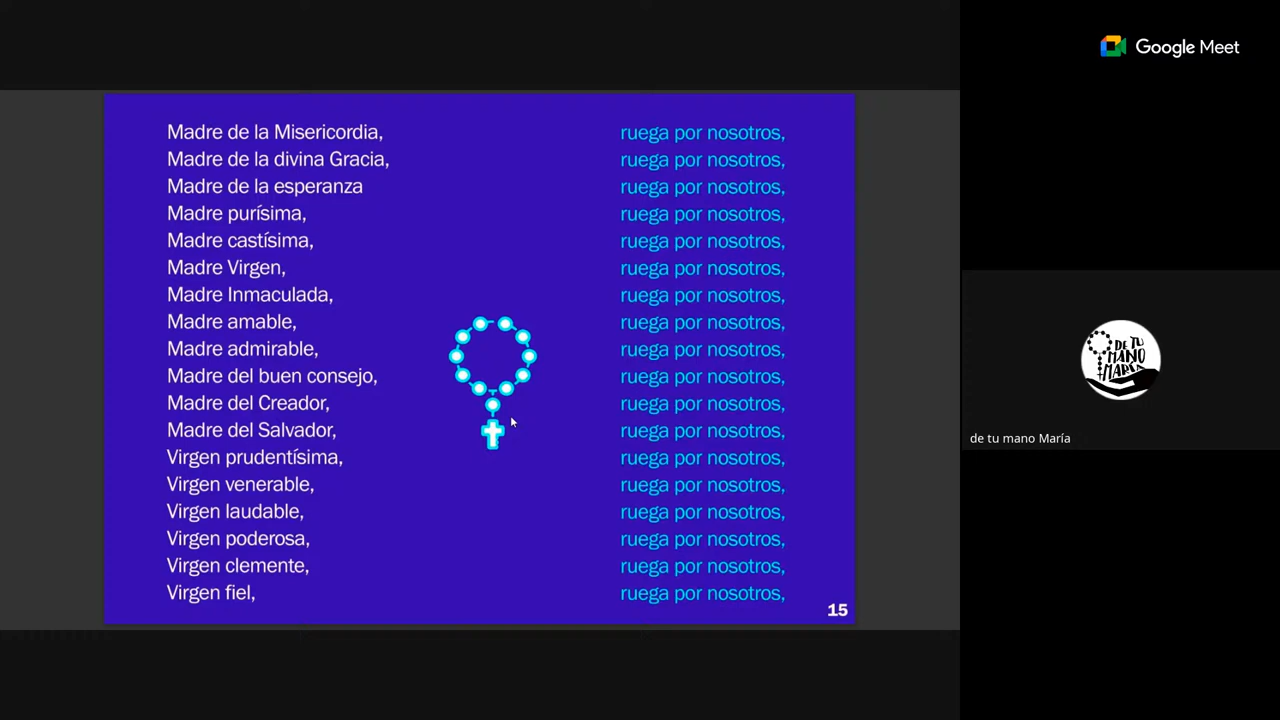 Google Meet
Madre de la Misericordia, ruega por nosotros,
Madre de la divina Gracia, ruega por nosotros,
Madre de la esperanza ruega por nosotros,
Madre purísima, ruega por nosotros,
Madre castísima, ruega por nosotros,
Madre Virgen, ruega por nosotros,
Madre Inmaculada, ruega por nosotros,
Madre amable, ruega por nosotros,
Madre admirable, ruega por nosotros,
Madre del buen consejo, ruega por nosotros,
Madre del Creador, ruega por nosotros,
Madre del Salvador, ruega por nosotros,
Virgen prudentísima, ruega por nosotros,
Virgen venerable, ruega por nosotros,
Virgen laudable, ruega por nosotros,
Virgen poderosa, ruega por nosotros,
Virgen clemente, ruega por nosotros,
Virgen fiel, ruega por nosotros,
15
DE TU
MANO
MARÍA
de tu mano María